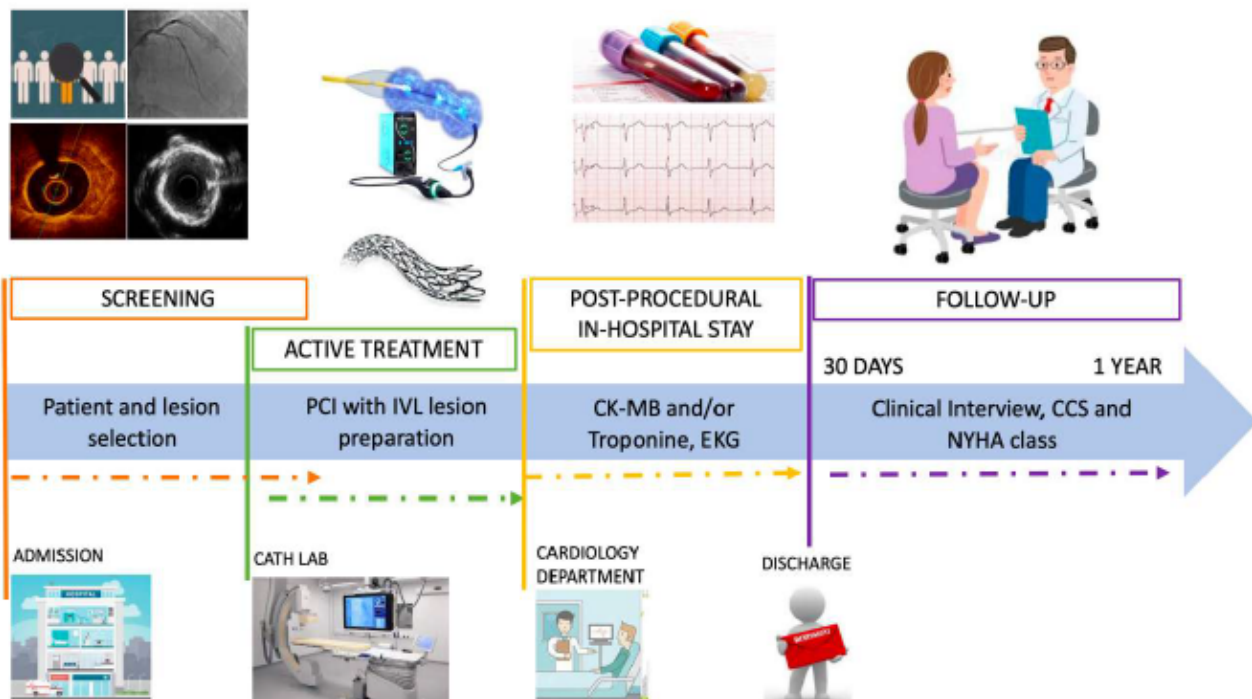 SCREENING
ACTIVE TREATMENT
POST-PROCEDURAL
IN-HOSPITAL STAY
FOLLOW-UP
30 DAYS
1 YEAR
Patient and lesion
selection
PCI with IVL lesion
preparation
CK-MB and/or
Troponine, EKG
Clinical Interview, CCS and
NYHA class
ADMISSION
HOSPITAL
CATH LAB
CARDIOLOGY
DEPARTMENT
DISCHARGE